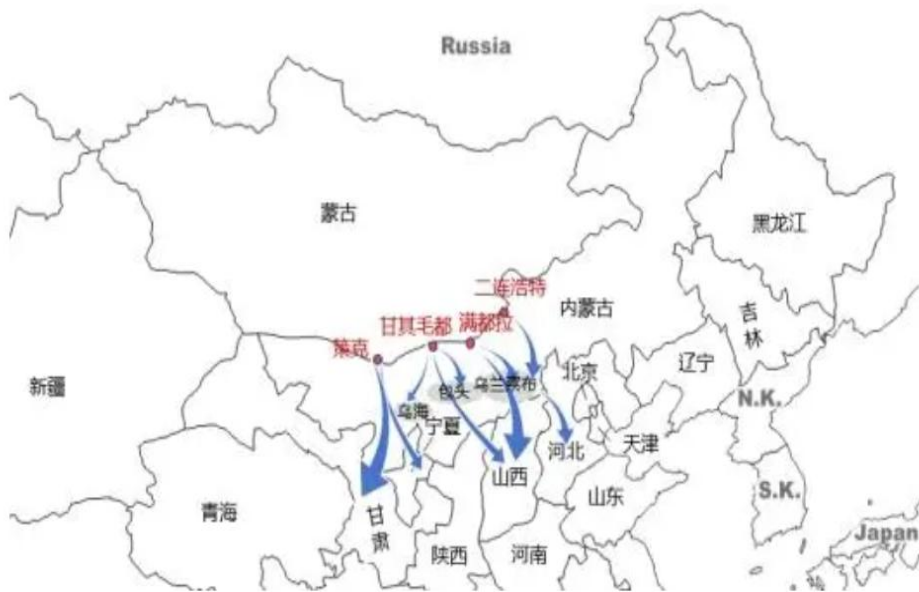 Russia
蒙古
黑龙江
二连浩特
内蒙古
甘其毛都
满都拉
吉林
策克
辽宁
新疆
北京
乌兰察布
包头
N.K.
乌海
宁夏
天津
河北
山西
S.K.
山东
青海
甘肃
Japan
陕西
河南